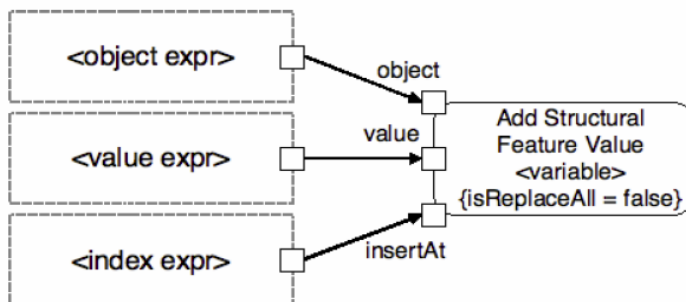 <object expr>
object
<value expr>
value
Add Structural
Feature Value
<variable>
{isReplaceAll = false}
<index expr>
insertAt